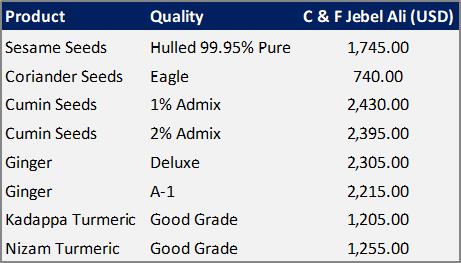 Product Quality C & F Jebel Ali (USD)
Sesame Seeds Hulled 99.95% Pure 1,745.00
Coriander Seeds Eagle 740.00
Cumin Seeds 1% Admix 2,430.00
Cumin Seeds 2% Admix 2,395.00
Ginger Deluxe 2,305.00
Ginger A-1 2,215.00
Kadappa Turmeric Good Grade 1,205.00
Nizam Turmeric Good Grade 1,255.00